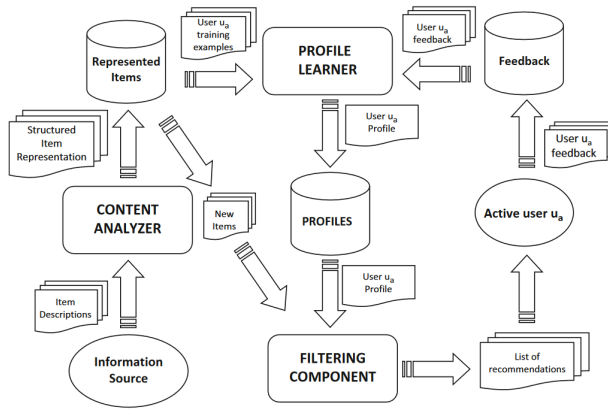 User uₐ
training
examples
User uₐ
feedback
Represented
Items
PROFILE
LEARNER
Feedback
Structured
Item
Representation
User uₐ
Profile
User uₐ
feedback
CONTENT
ANALYZER
New
Items
PROFILES
Active user uₐ
Item
Descriptions
User uₐ
Profile
Information
Source
FILTERING
COMPONENT
List of
recommendations